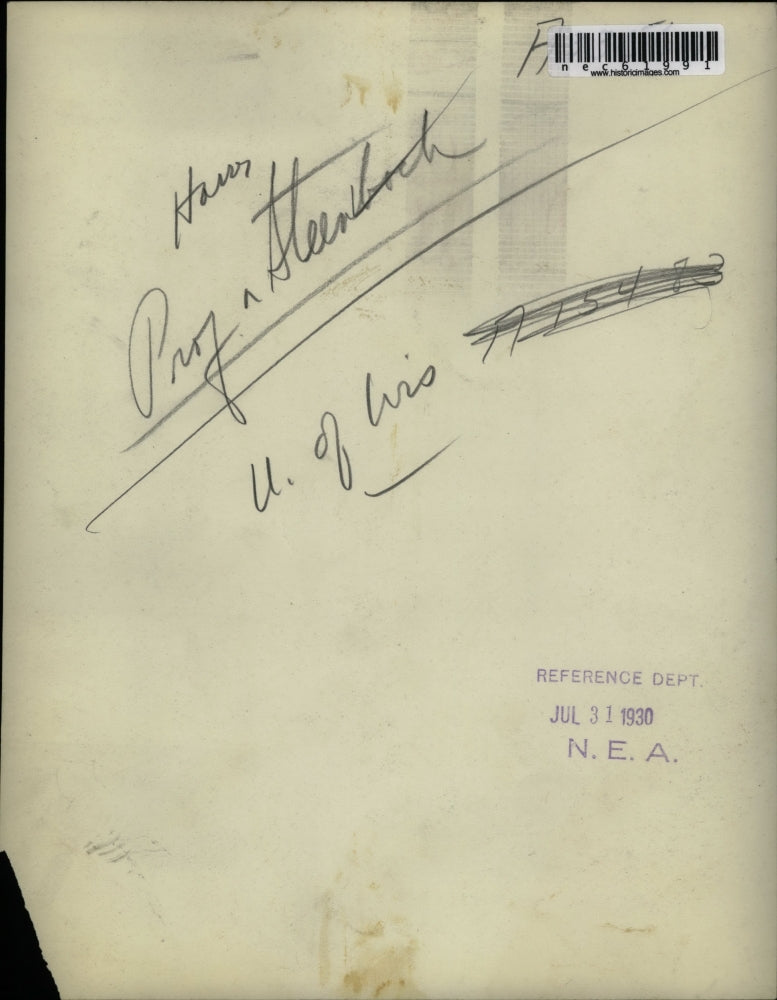 nec61991
www.historicimages.com
Harry
Prof. Steenbock
U. of Wis
REFERENCE DEPT.
JUL 31 1930
N. E. A.